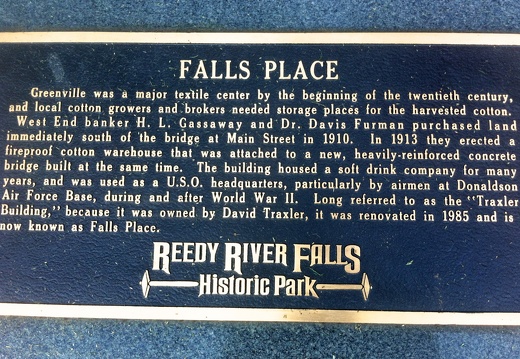 FALLS PLACE
Greenville was a major textile center by the beginning of the twentieth century,
and local cotton growers and brokers needed storage places for the harvested cotton.
West End banker H. L. Gassaway and Dr. Davis Furman purchased land
immediately south of the bridge at Main Street in 1910. In 1913 they erected a
fireproof cotton warehouse that was attached to a new, heavily-reinforced concrete
bridge built at the same time. The building housed a soft drink company for many
years, and was used as a U.S.O. headquarters, particularly by airmen at Donaldson
Air Force Base, during and after World War II. Long referred to as the "Traxler
Building," because it was owned by David Traxler, it was renovated in 1985 and is
now known as Falls Place.
REEDY RIVER FALLS
Historic Park